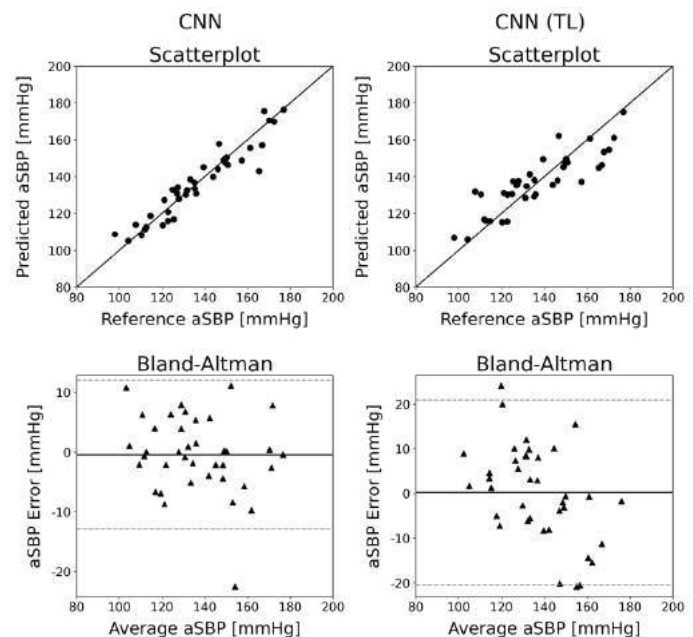 CNN
Scatterplot
Predicted aSBP [mmHg]
200
180
160
140
120
100
80
80 100 120 140 160 180 200
Reference aSBP [mmHg]
CNN (TL)
Scatterplot
Predicted aSBP [mmHg]
200
180
160
140
120
100
80
80 100 120 140 160 180 200
Reference aSBP [mmHg]
Bland-Altman
aSBP Error [mmHg]
10
0
-10
-20
80 100 120 140 160 180 200
Average aSBP [mmHg]
Bland-Altman
aSBP Error [mmHg]
20
10
0
-10
-20
80 100 120 140 160 180 200
Average aSBP [mmHg]